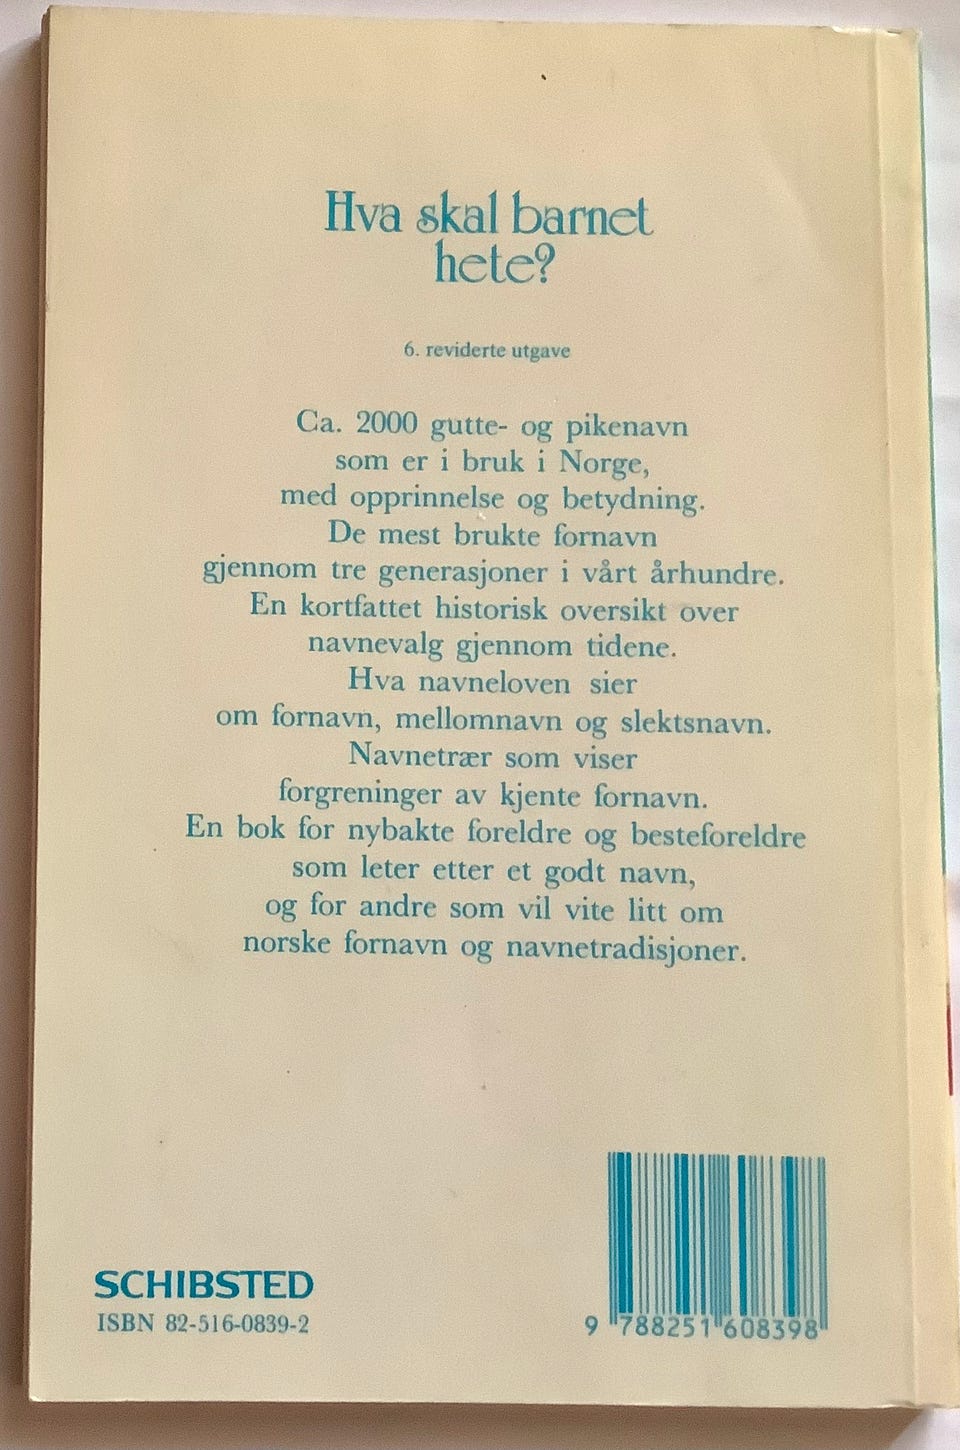 Hva skal barnet
hete?
6. reviderte utgave
Ca. 2000 gutte- og pikenavn
som er i bruk i Norge,
med opprinnelse og betydning.
De mest brukte fornavn
gjennom tre generasjoner i vårt århundre.
En kortfattet historisk oversikt over
navnevalg gjennom tidene.
Hva navneloven sier
om fornavn, mellomnavn og slektsnavn.
Navnetrær som viser
forgreninger av kjente fornavn.
En bok for nybakte foreldre og besteforeldre
som leter etter et godt navn,
og for andre som vil vite litt om
norske fornavn og navnetradisjoner.
SCHIBSTED
ISBN 82-516-0839-2
9 788251 608398